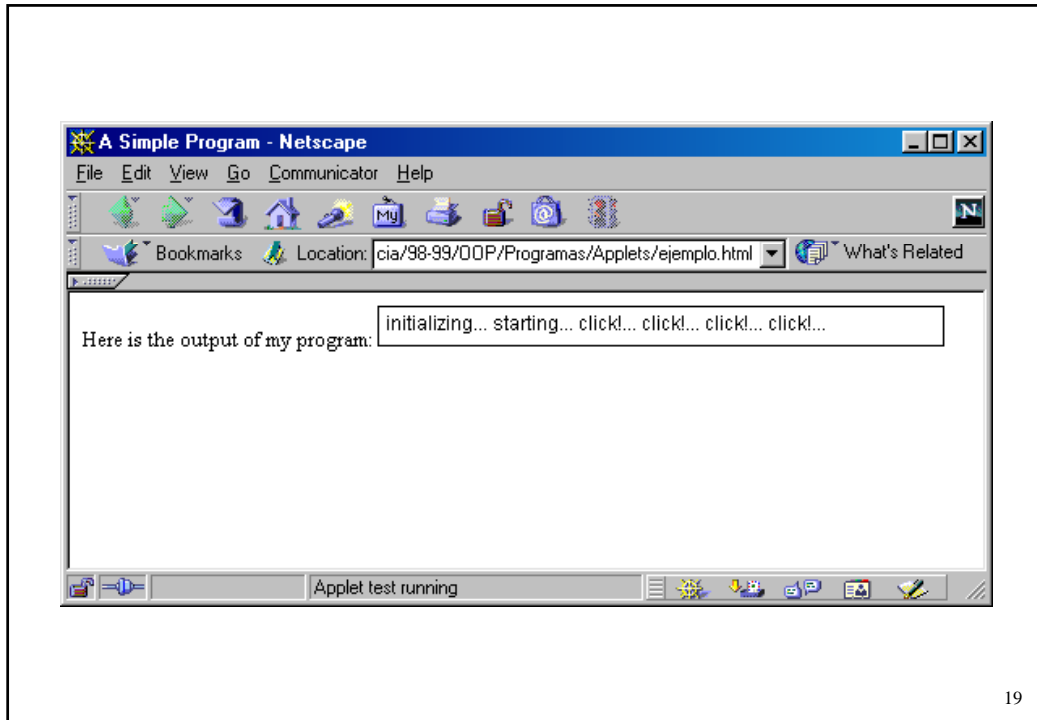 A Simple Program - Netscape
File Edit View Go Communicator Help
My
N
Bookmarks Location: cia/98-99/OOP/Programas/Applets/ejemplo.html What's Related
initializing... starting... click!... click!... click!... click!...
Here is the output of my program:
Applet test running
19